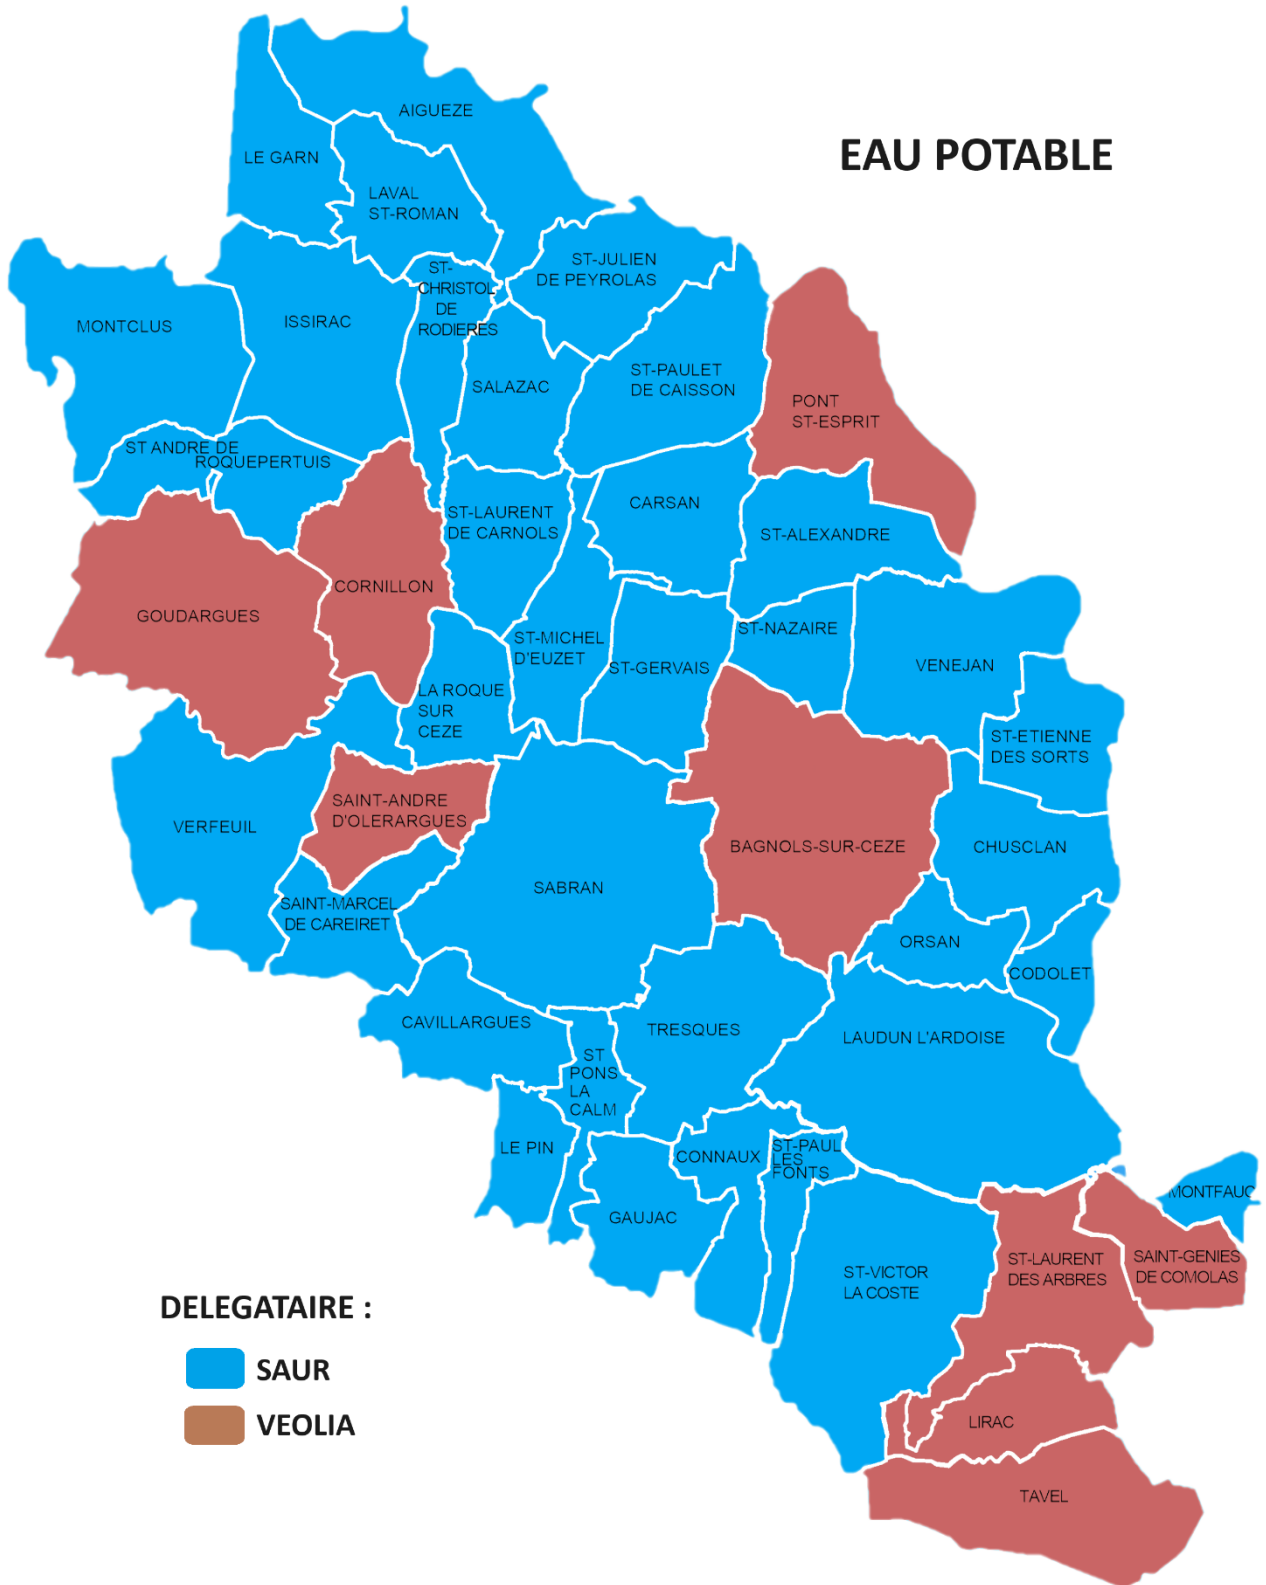 AIGUEZE
EAU POTABLE
LE GARN
LAVAL
ST-ROMAN
ST-JULIEN
DE PEYROLAS
ST-
CHRISTOL
DE
RODIERES
MONTCLUS
ISSIRAC
SALAZAC
ST-PAULET
DE CAISSON
PONT
ST-ESPRIT
ST ANDRE DE
ROQUEPERTUIS
CARSAN
ST-LAURENT
DE CARNOLS
ST-ALEXANDRE
CORNILLON
GOUDARGUES
ST-NAZAIRE
ST-MICHEL
D'EUZET
ST-GERVAIS
VENEJAN
LA ROQUE
SUR
CEZE
ST-ETIENNE
DES SORTS
SAINT-ANDRE
D'OLERARGUES
VERFEUIL
BAGNOLS-SUR-CEZE
CHUSCLAN
SABRAN
SAINT-MARCEL
DE CAREIRET
ORSAN
CODOLET
CAVILLARGUES
TRESQUES
LAUDUN L'ARDOISE
ST
PONS
LA
CALM
LE PIN
CONNAUX
ST-PAUL
LES
FONTS
MONTFAUC
GAUJAC
ST-VICTOR
LA COSTE
ST-LAURENT
DES ARBRES
SAINT-GENIES
DE COMOLAS
DELEGATAIRE :
SAUR
VEOLIA
LIRAC
TAVEL